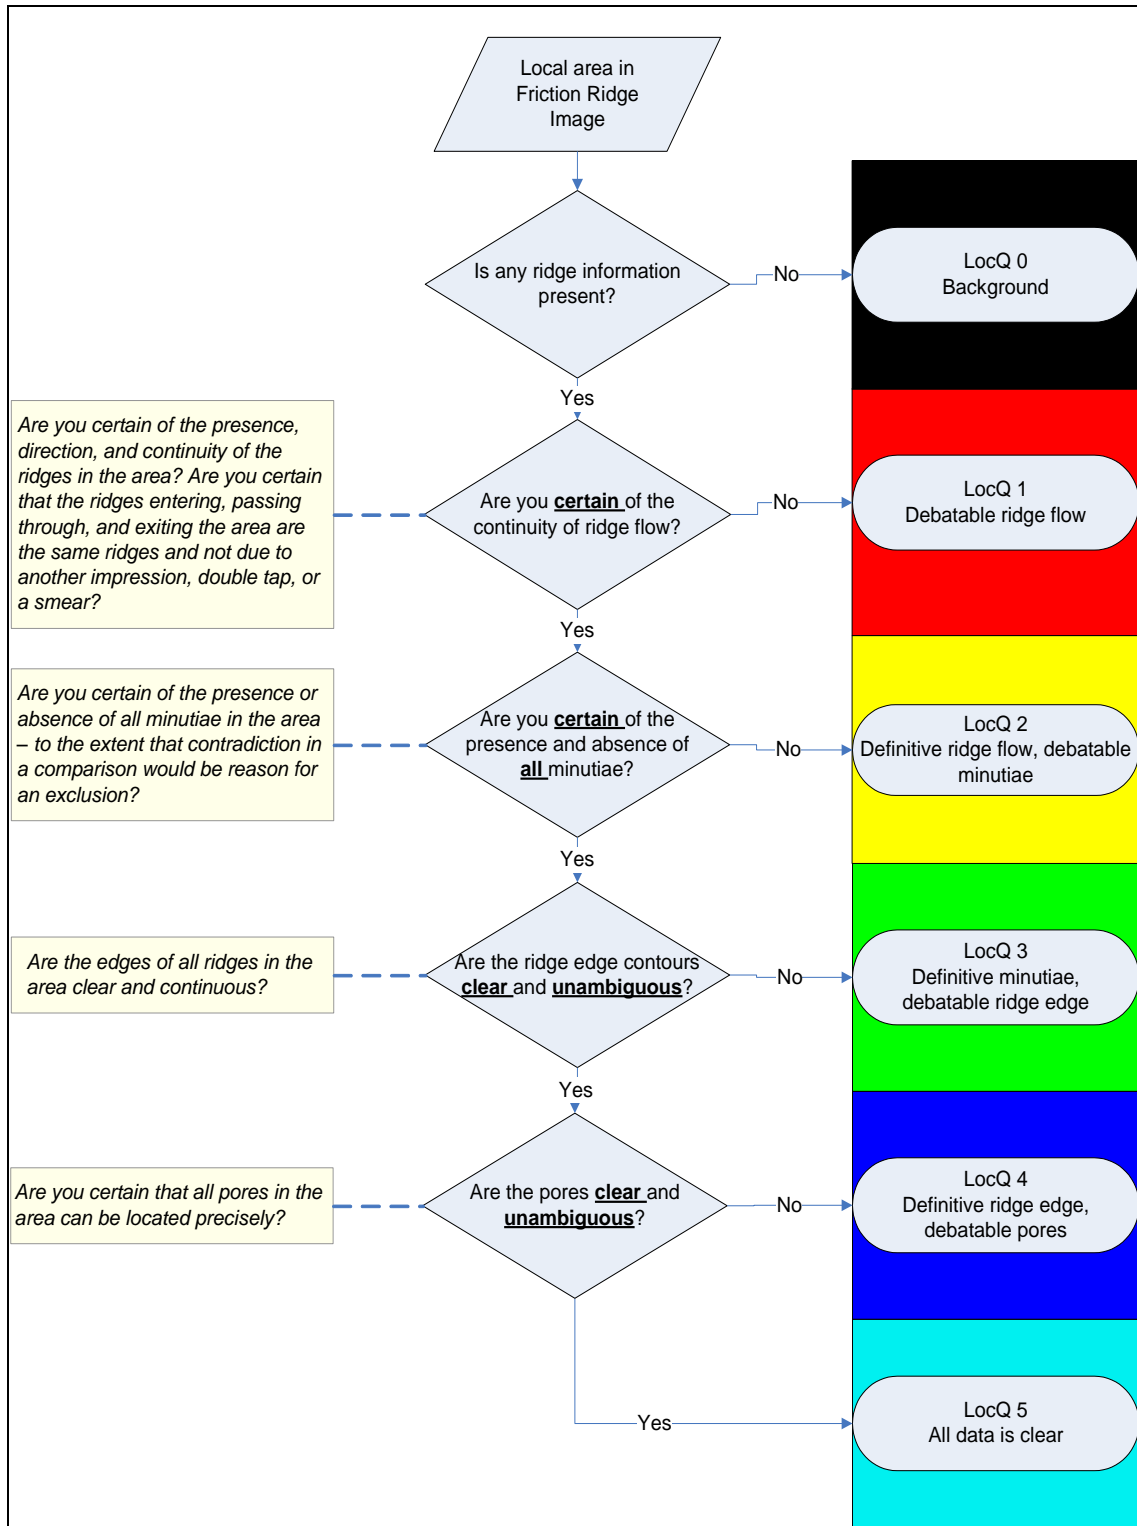 Local area in
Friction Ridge
Image
Is any ridge information
present?
No
LocQ 0
Background
Yes
Are you certain of the presence,
direction, and continuity of the
ridges in the area? Are you certain
that the ridges entering, passing
through, and exiting the area are
the same ridges and not due to
another impression, double tap, or
a smear?
Are you certain of the
continuity of ridge flow?
No
LocQ 1
Debatable ridge flow
Yes
Are you certain of the presence or
absence of all minutiae in the area
– to the extent that contradiction in
a comparison would be reason for
an exclusion?
Are you certain of the
presence and absence of
all minutiae?
No
LocQ 2
Definitive ridge flow, debatable
minutiae
Yes
Are the edges of all ridges in the
area clear and continuous?
Are the ridge edge contours
clear and unambiguous?
No
LocQ 3
Definitive minutiae,
debatable ridge edge
Yes
Are you certain that all pores in the
area can be located precisely?
Are the pores clear and
unambiguous?
No
LocQ 4
Definitive ridge edge,
debatable pores
Yes
LocQ 5
All data is clear